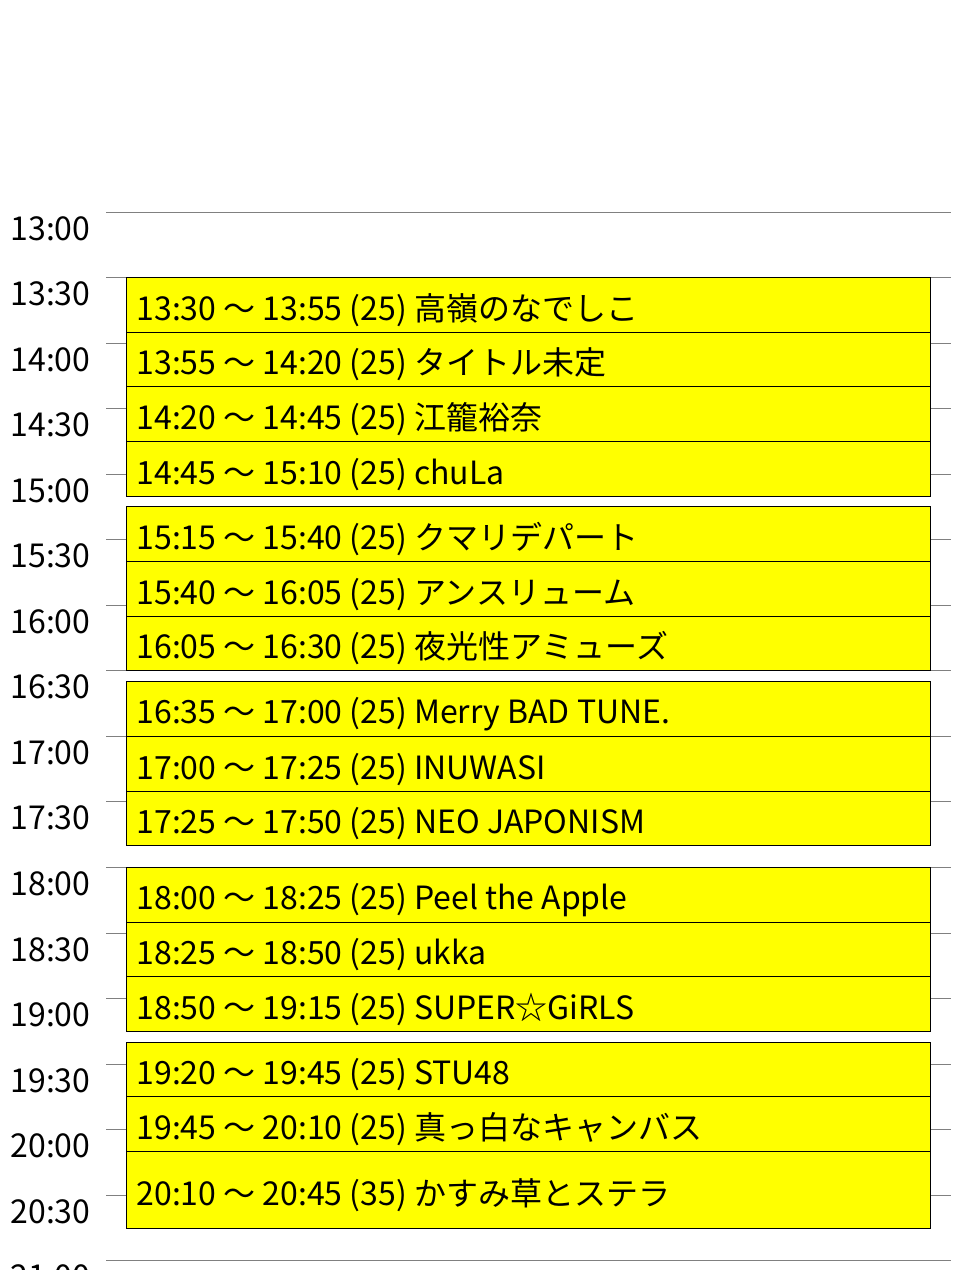 13:00
13:30
13:30 ～ 13:55 (25) 高嶺のなでしこ
14:00
13:55 ～ 14:20 (25) タイトル未定
14:30
14:20 ～ 14:45 (25) 江籠裕奈
15:00
14:45 ～ 15:10 (25) chuLa
15:30
15:15 ～ 15:40 (25) クマリデパート
16:00
15:40 ～ 16:05 (25) アンスリューム
16:05 ～ 16:30 (25) 夜光性アミューズ
16:30
16:35 ～ 17:00 (25) Merry BAD TUNE.
17:00
17:00 ～ 17:25 (25) INUWASI
17:30
17:25 ～ 17:50 (25) NEO JAPONISM
18:00
18:00 ～ 18:25 (25) Peel the Apple
18:30
18:25 ～ 18:50 (25) ukka
19:00
18:50 ～ 19:15 (25) SUPER☆GiRLS
19:30
19:20 ～ 19:45 (25) STU48
20:00
19:45 ～ 20:10 (25) 真っ白なキャンバス
20:30
20:10 ～ 20:45 (35) かすみ草とステラ
21:00